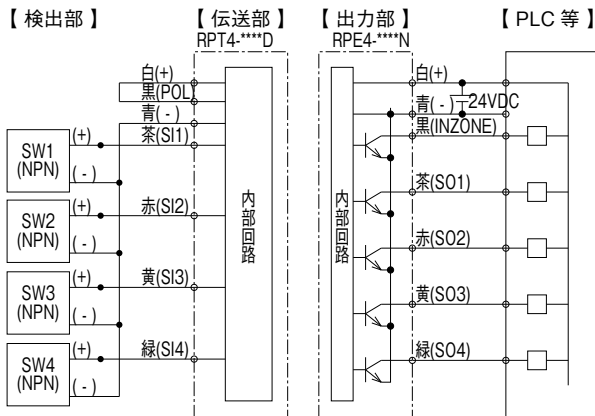 【 検出部 】
【 伝送部 】
RPT4-****D
【 出力部 】
RPE4-****N
【 PLC 等 】
白(+)
黒(POL)
青( - )
茶(SI1)
SW1
(NPN)
(+)
( - )
SW2
(NPN)
(+)
( - )
赤(SI2)
SW3
(NPN)
(+)
( - )
黄(SI3)
SW4
(NPN)
(+)
( - )
緑(SI4)
内部回路
内部回路
白(+)
青( - )
24VDC
黒(INZONE)
茶(SO1)
赤(SO2)
黄(SO3)
緑(SO4)